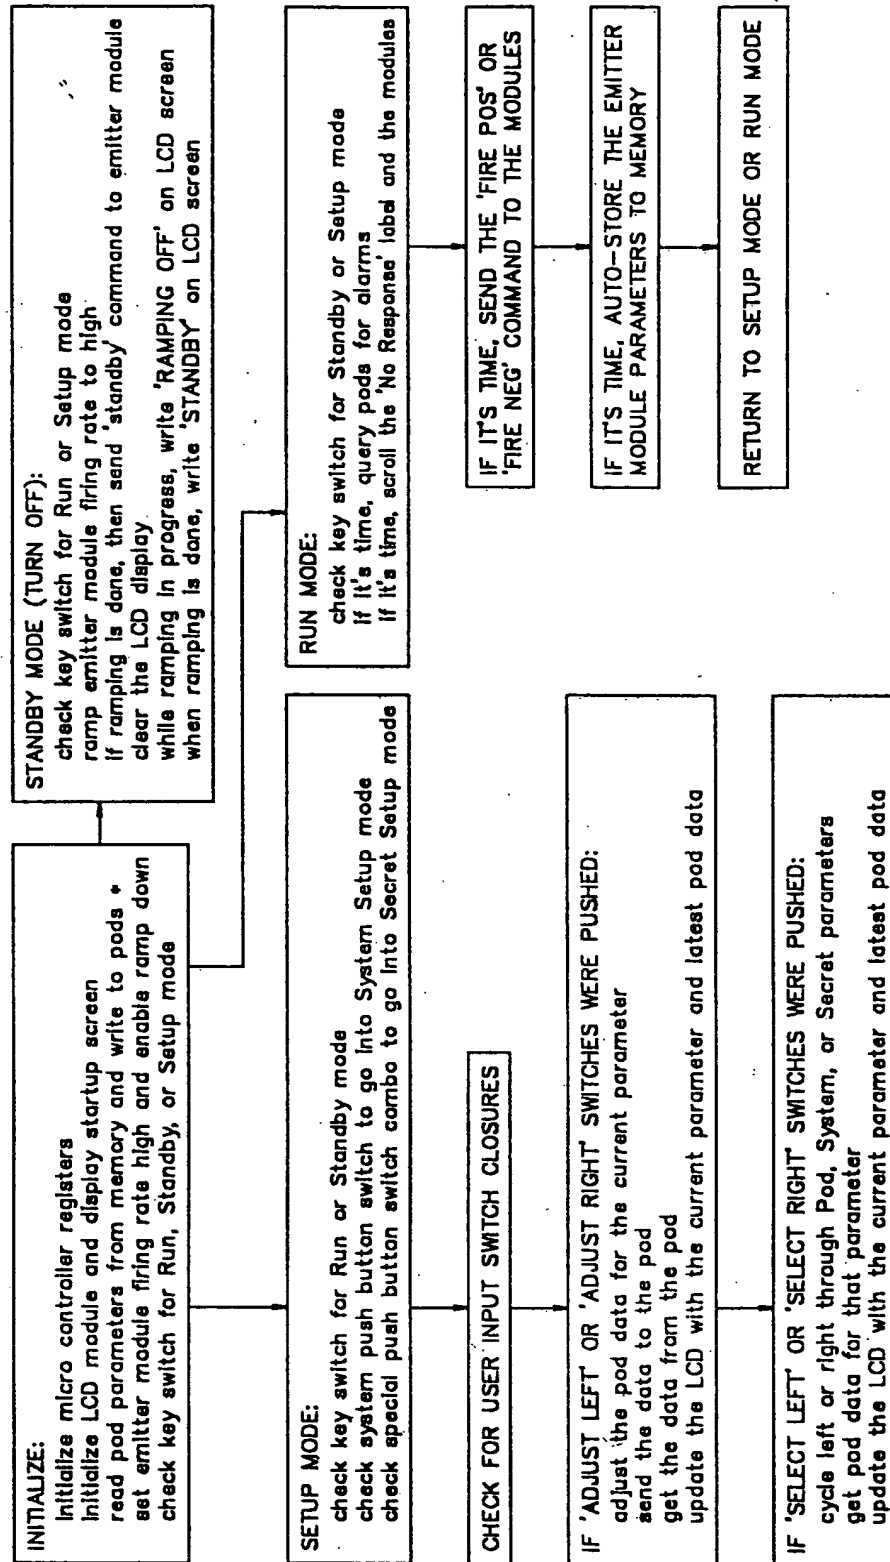 INITIALIZE:
Initialize micro controller registers
Initialize LCD module and display startup screen
read pod parameters from memory and write to pods *
set emitter module firing rate high and enable ramp down
check key switch for Run, Standby, or Setup mode
STANDBY MODE (TURN OFF):
check key switch for Run or Setup mode
ramp emitter module firing rate to high
If ramping is done, then send 'standby' command to emitter module
clear the LCD display
while ramping in progress, write 'RAMPING OFF' on LCD screen
when ramping is done, write 'STANDBY' on LCD screen
SETUP MODE:
check key switch for Run or Standby mode
check system push button switch to go into System Setup mode
check special push button switch combo to go into Secret Setup mode
RUN MODE:
check key switch for Standby or Setup mode
If it's time, query pods for alarms
If it's time, scroll the 'No Response' label and the modules
CHECK FOR USER INPUT SWITCH CLOSURES
IF IT'S TIME, SEND THE 'FIRE POS' OR
'FIRE NEG' COMMAND TO THE MODULES
IF 'ADJUST LEFT' OR 'ADJUST RIGHT' SWITCHES WERE PUSHED:
adjust the pod data for the current parameter
send the data to the pod
get the data from the pod
update the LCD with the current parameter and latest pod data
IF IT'S TIME, AUTO-STORE THE EMITTER
MODULE PARAMETERS TO MEMORY
IF 'SELECT LEFT' OR 'SELECT RIGHT' SWITCHES WERE PUSHED:
cycle left or right through Pod, System, or Secret parameters
get pod data for that parameter
update the LCD with the current parameter and latest pod data
RETURN TO SETUP MODE OR RUN MODE